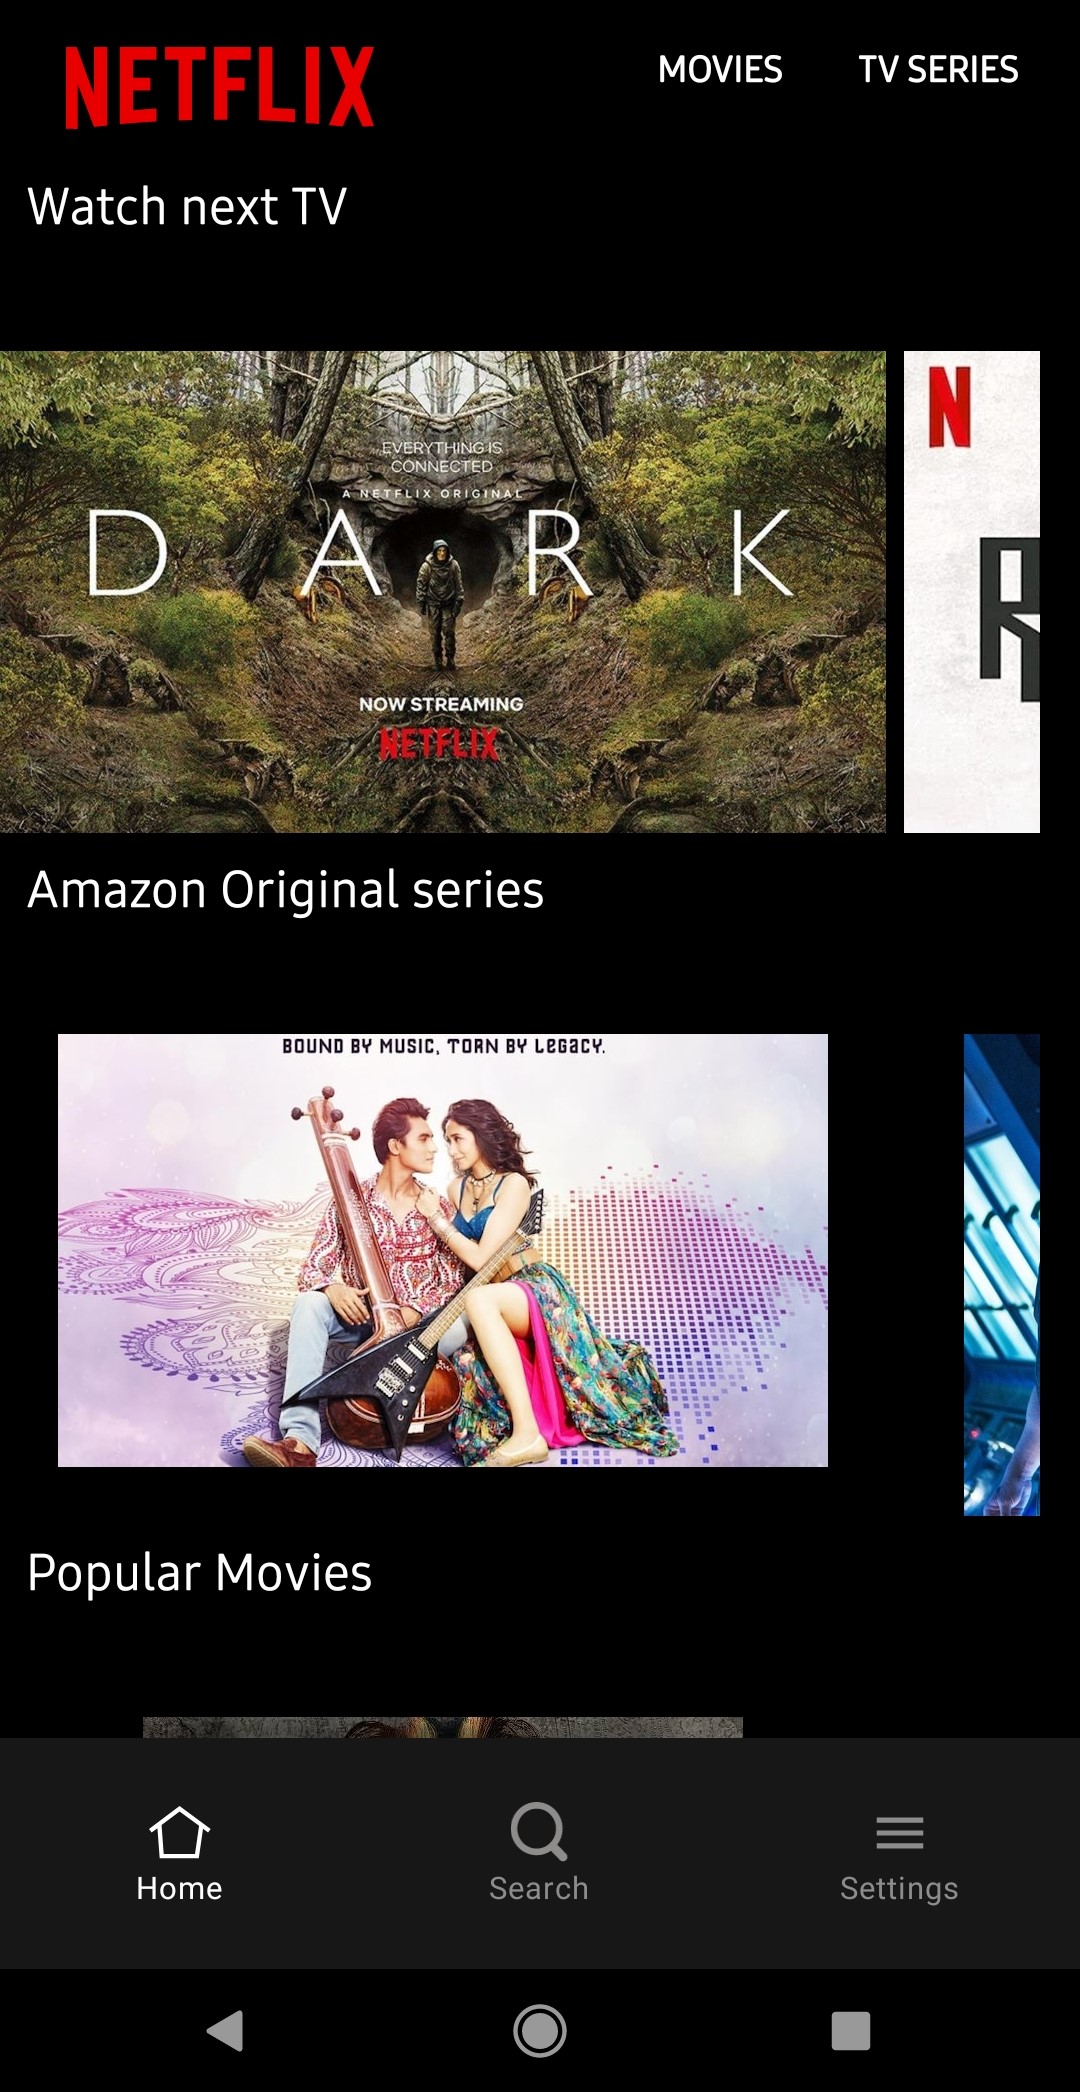 NETFLIX
MOVIES
TV SERIES
Watch next TV
EVERYTHING IS
CONNECTED
A NETFLIX ORIGINAL
DARK
NOW STREAMING
NETFLIX
N
R
Amazon Original series
BOUND BY MUSIC, TORN BY LEGACY.
Popular Movies
Home
Search
Settings